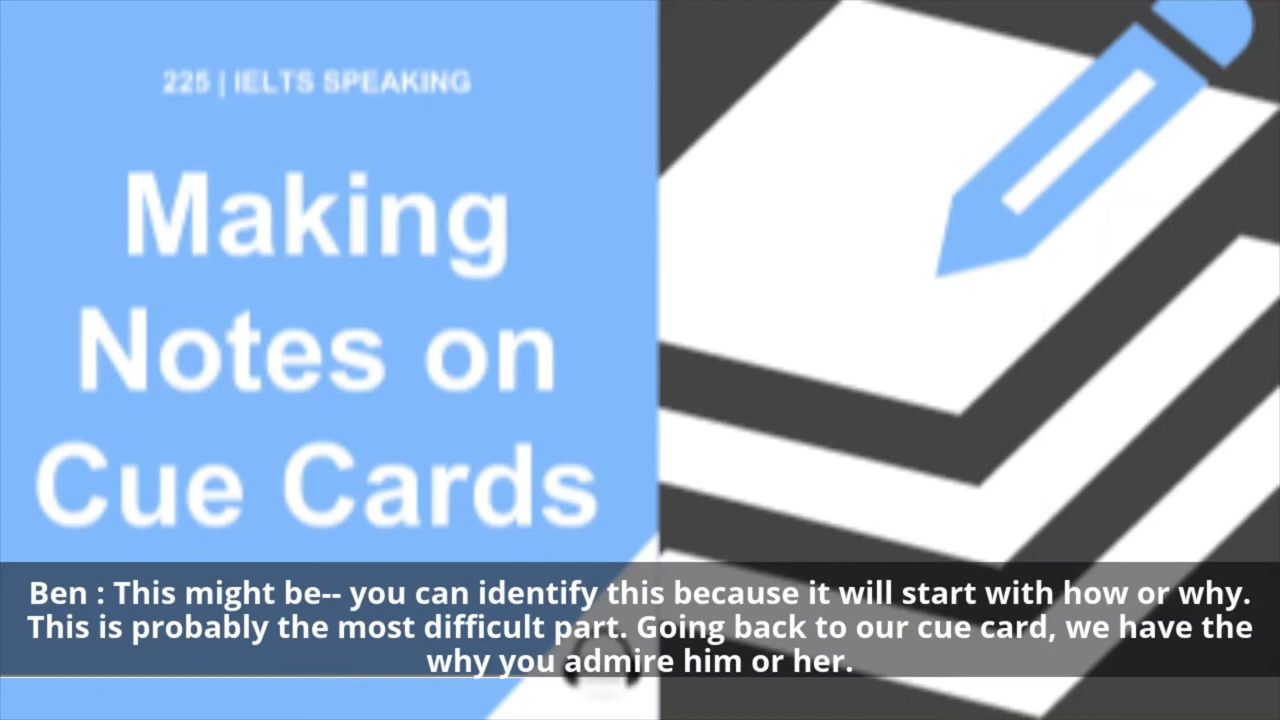 225 | IELTS SPEAKING
Making
Notes on
Cue Cards
Ben : This might be-- you can identify this because it will start with how or why.
This is probably the most difficult part. Going back to our cue card, we have the
why you admire him or her.